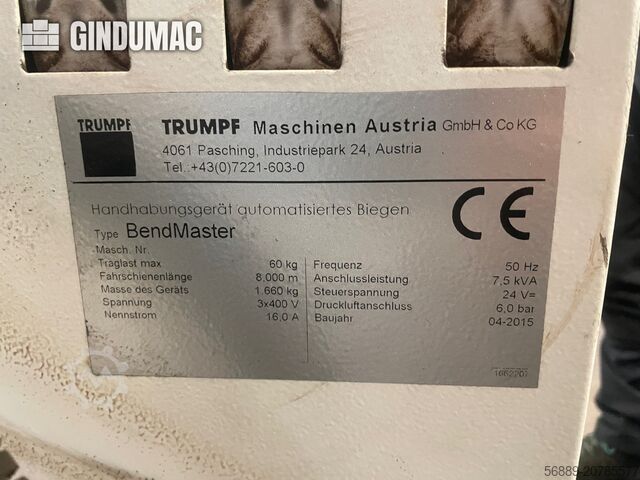 GINDUMAC
TRUMPF
TRUMPF Maschinen Austria GmbH & Co KG
4061 Pasching, Industriepark 24, Austria
Tel.:+43(0)7221-603-0
Handhabungsgerät automatisiertes Biegen
Type BendMaster
CE
Masch. Nr.
Traglast max 60 kg
Fahrschienenlänge 8,000 m
Masse des Geräts 1.660 kg
Spannung 3x400 V
Nennstrom 16,0 A
Frequenz 50 Hz
Anschlussleistung 7,5 kVA
Steuerspannung 24 V=
Druckluftanschluss 6,0 bar
Baujahr 04-2015
1662207